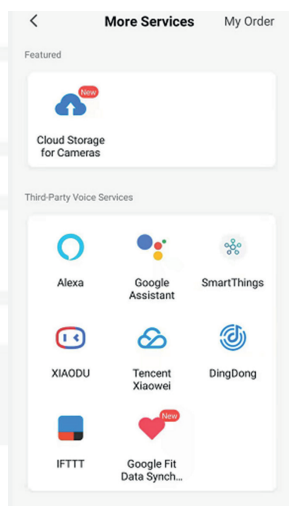 More Services
My Order
Featured
New
Cloud Storage
for Cameras
Third-Party Voice Services
Alexa
Google
Assistant
SmartThings
XIAODU
Tencent
Xiaowei
DingDong
IFTTT
New
Google Fit
Data Synch...